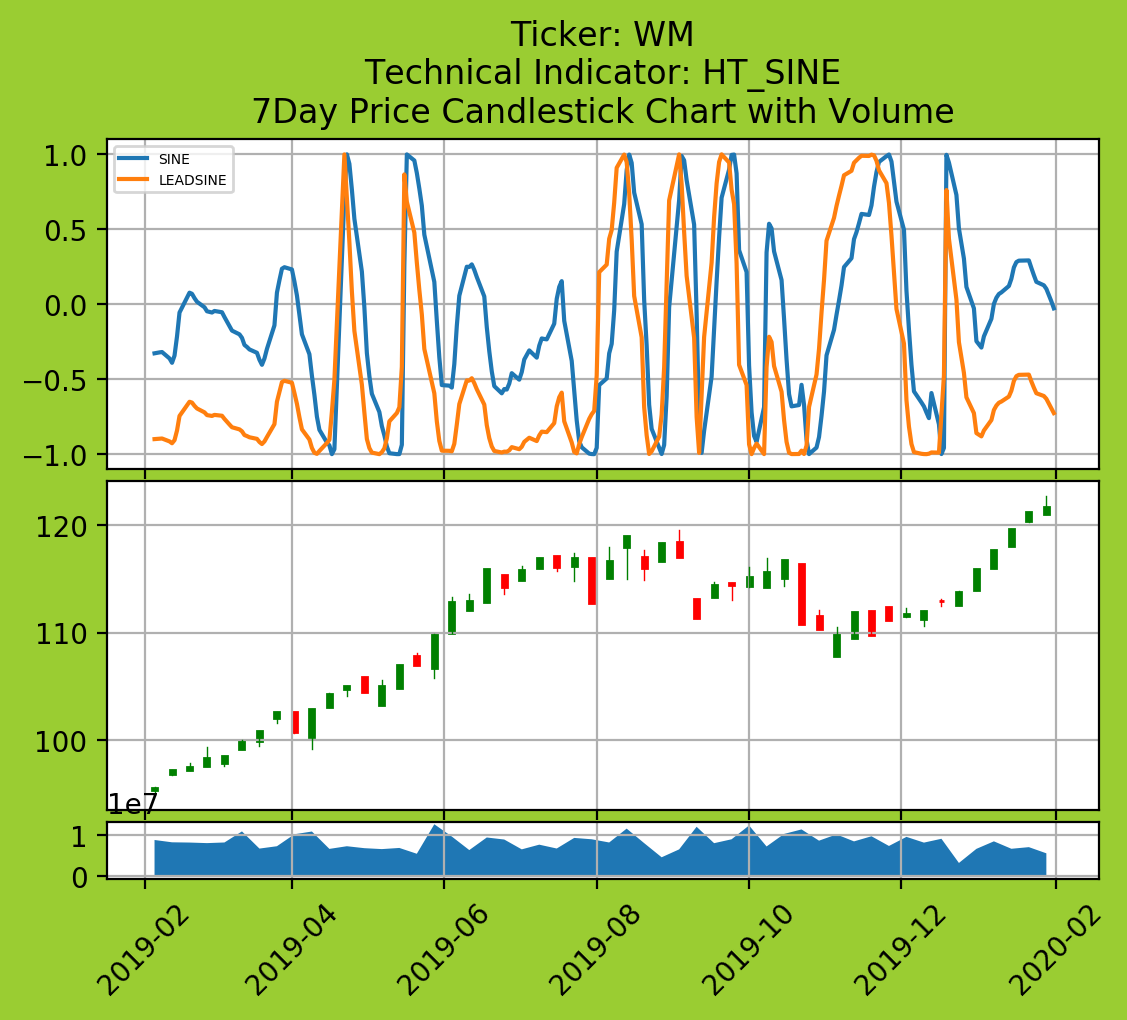 Ticker: WM
Technical Indicator: HT_SINE
7Day Price Candlestick Chart with Volume
1.0
0.5
0.0
−0.5
−1.0
SINE
LEADSINE
120
110
100
1e7
1
0
2019-02
2019-04
2019-06
2019-08
2019-10
2019-12
2020-02